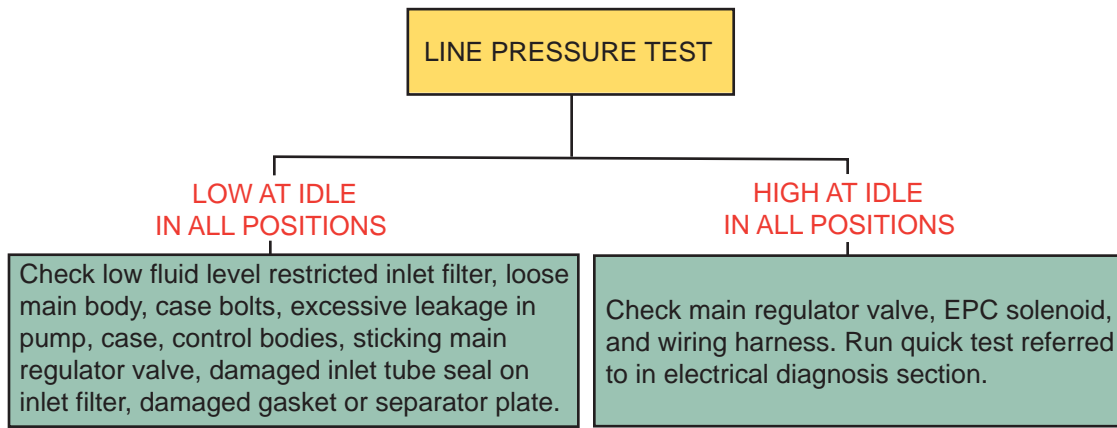 LINE PRESSURE TEST
LOW AT IDLE
IN ALL POSITIONS
Check low fluid level restricted inlet filter, loose
main body, case bolts, excessive leakage in
pump, case, control bodies, sticking main
regulator valve, damaged inlet tube seal on
inlet filter, damaged gasket or separator plate.
HIGH AT IDLE
IN ALL POSITIONS
Check main regulator valve, EPC solenoid,
and wiring harness. Run quick test referred
to in electrical diagnosis section.